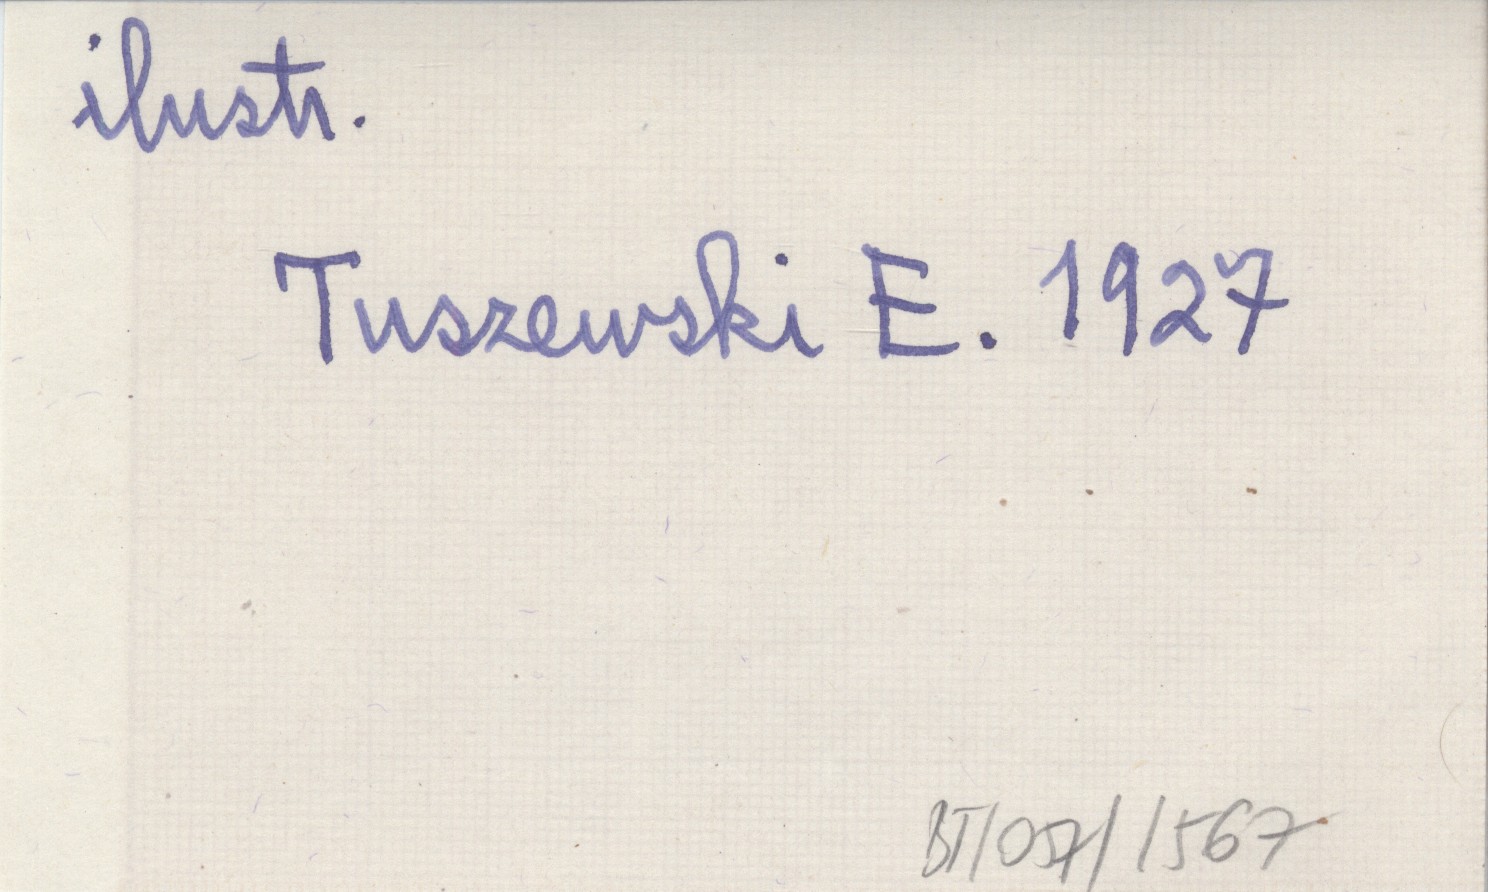 ilustr.
Tuszewski E. 1927
BT/057/1567